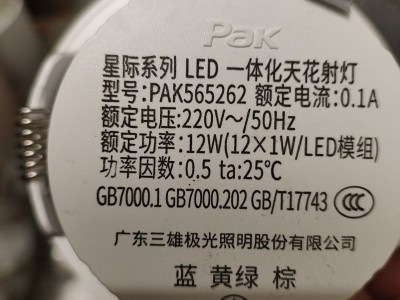 Pak
星际系列 LED 一体化天花射灯
型号:PAK565262 额定电流:0.1A
额定电压:220V～/50Hz
额定功率:12W(12×1W/LED模组)
功率因数:0.5 ta:25℃
GB7000.1 GB7000.202 GB/T17743 CCC
广东三雄极光照明股份有限公司
蓝 黄绿 棕